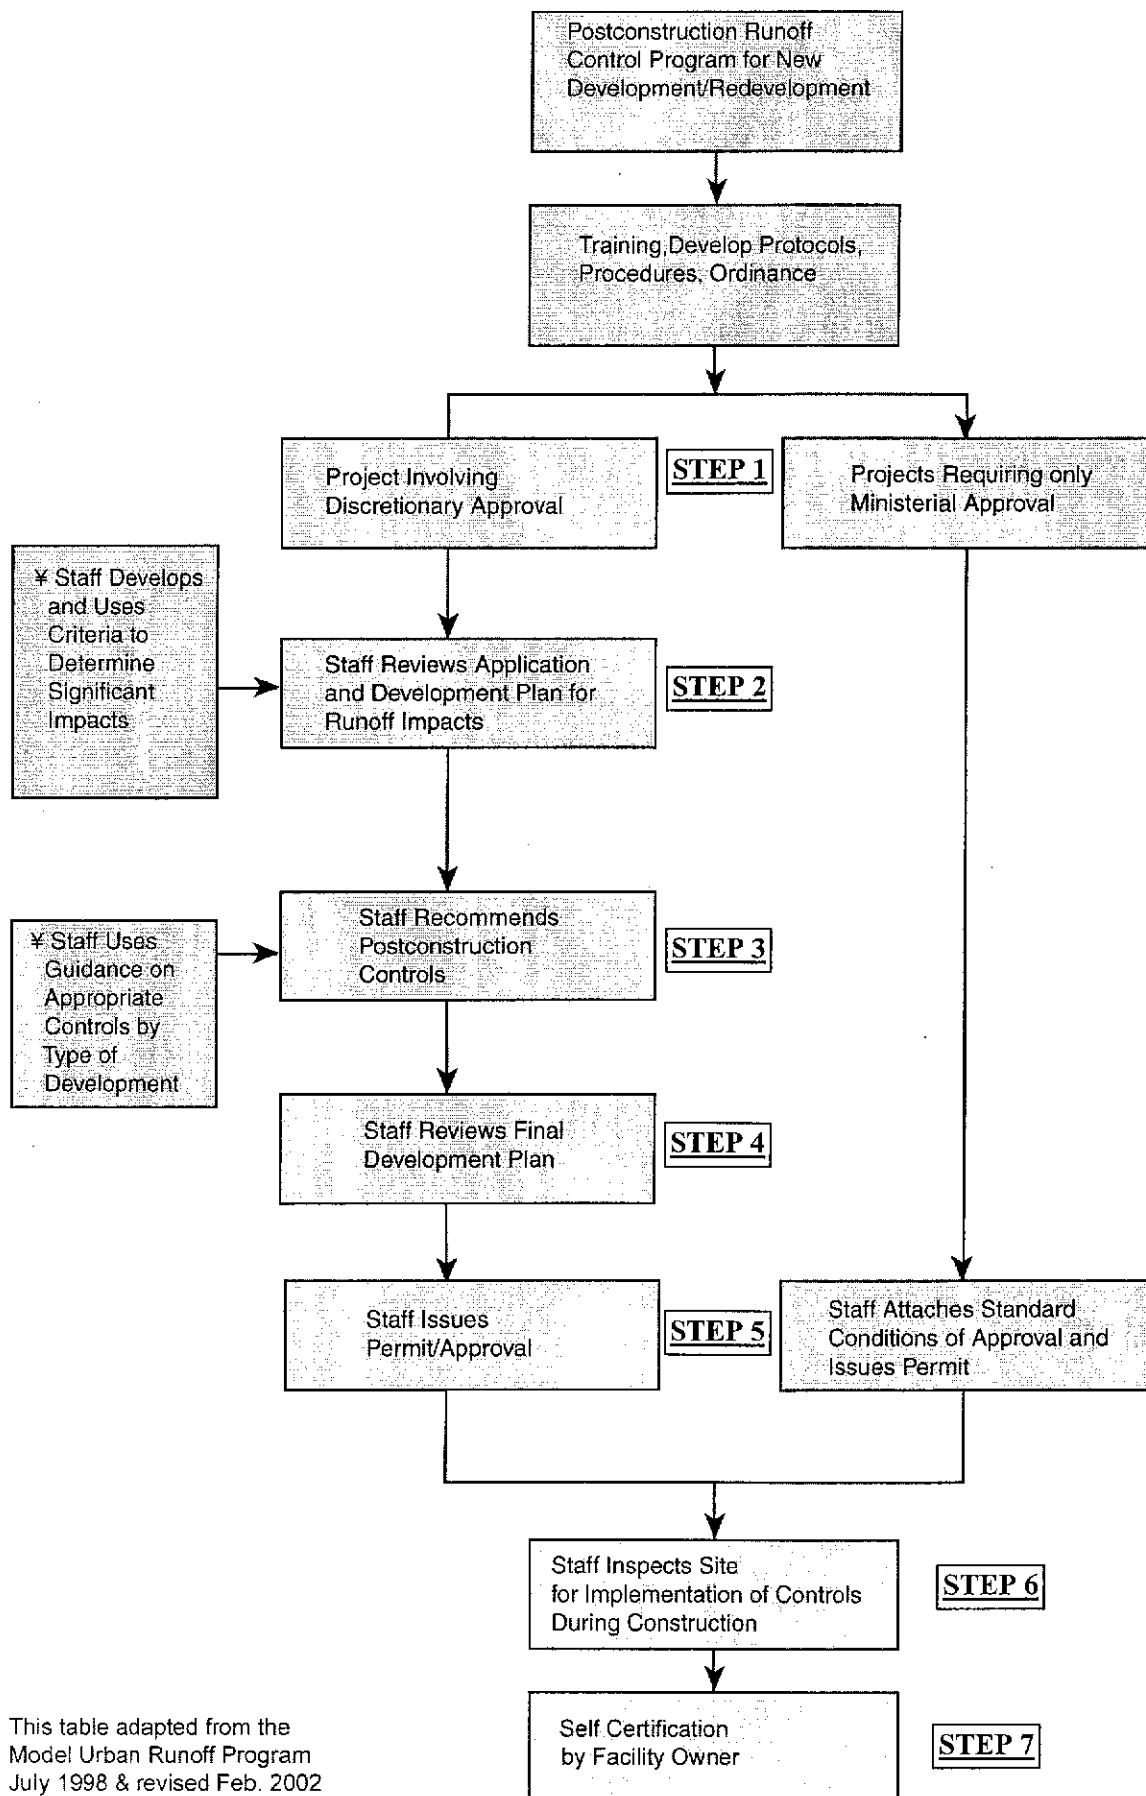 Postconstruction Runoff
Control Program for New
Development/Redevelopment
Training,Develop Protocols,
Procedures, Ordinance
Project Involving
Discretionary Approval
STEP 1
Projects Requiring only
Ministerial Approval
¥ Staff Develops
and Uses
Criteria to
Determine
Significant
Impacts
Staff Reviews Application
and Development Plan for
Runoff Impacts
STEP 2
¥ Staff Uses
Guidance on
Appropriate
Controls by
Type of
Development
Staff Recommends
Postconstruction
Controls
STEP 3
Staff Reviews Final
Development Plan
STEP 4
Staff Issues
Permit/Approval
STEP 5
Staff Attaches Standard
Conditions of Approval and
Issues Permit
Staff Inspects Site
for Implementation of Controls
During Construction
STEP 6
Self Certification
by Facility Owner
STEP 7
This table adapted from the
Model Urban Runoff Program
July 1998 & revised Feb. 2002